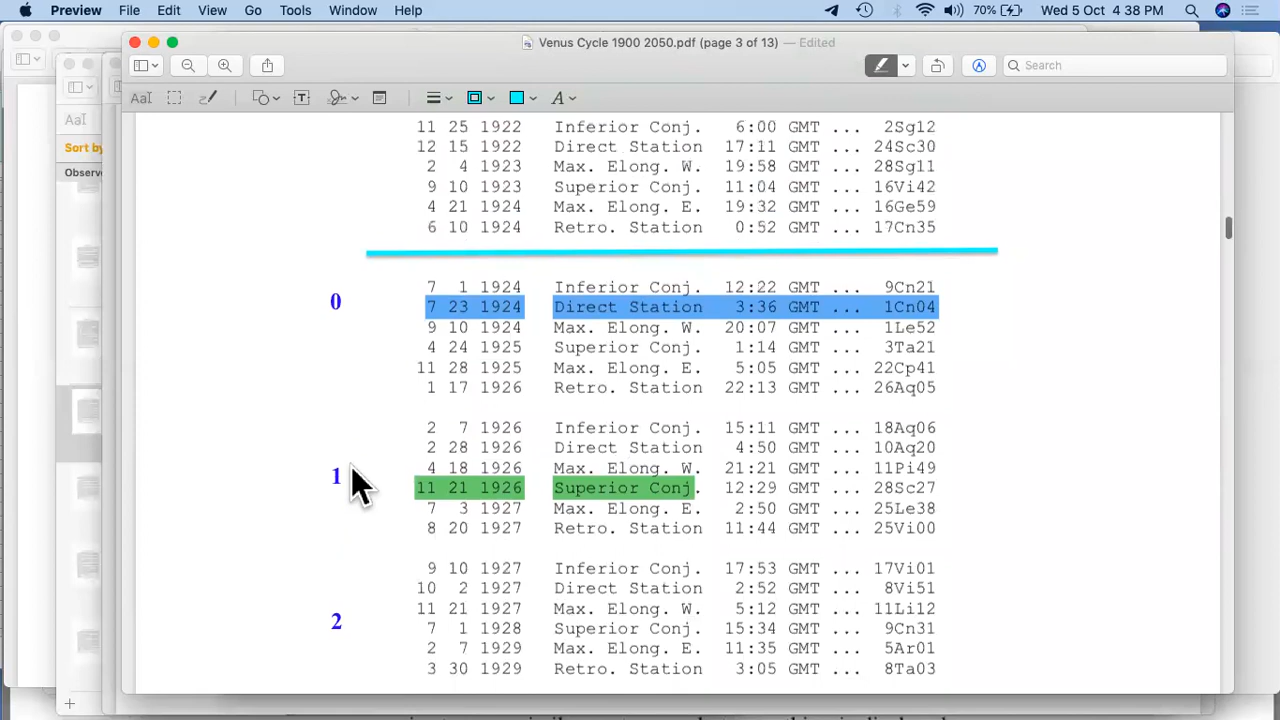 Preview File Edit View Go Tools Window Help 70% Wed 5 Oct 4:38 PM
Venus Cycle 1900 2050.pdf (page 3 of 13) — Edited
Search
AaI
Sort by
Observe
11 25 1922 Inferior Conj. 6:00 GMT ... 2Sg12
12 15 1922 Direct Station 17:11 GMT ... 24Sc30
2 4 1923 Max. Elong. W. 19:58 GMT ... 28Sg11
9 10 1923 Superior Conj. 11:04 GMT ... 16Vi42
4 21 1924 Max. Elong. E. 19:32 GMT ... 16Ge59
6 10 1924 Retro. Station 0:52 GMT ... 17Cn35
0
7 1 1924 Inferior Conj. 12:22 GMT ... 9Cn21
7 23 1924 Direct Station 3:36 GMT ... 1Cn04
9 10 1924 Max. Elong. W. 20:07 GMT ... 1Le52
4 24 1925 Superior Conj. 1:14 GMT ... 3Ta21
11 28 1925 Max. Elong. E. 5:05 GMT ... 22Cp41
1 17 1926 Retro. Station 22:13 GMT ... 26Aq05
1
2 7 1926 Inferior Conj. 15:11 GMT ... 18Aq06
2 28 1926 Direct Station 4:50 GMT ... 10Aq20
4 18 1926 Max. Elong. W. 21:21 GMT ... 11Pi49
11 21 1926 Superior Conj. 12:29 GMT ... 28Sc27
7 3 1927 Max. Elong. E. 2:50 GMT ... 25Le38
8 20 1927 Retro. Station 11:44 GMT ... 25Vi00
2
9 10 1927 Inferior Conj. 17:53 GMT ... 17Vi01
10 2 1927 Direct Station 2:52 GMT ... 8Vi51
11 21 1927 Max. Elong. W. 5:12 GMT ... 11Li12
7 1 1928 Superior Conj. 15:34 GMT ... 9Cn31
2 7 1929 Max. Elong. E. 11:35 GMT ... 5Ar01
3 30 1929 Retro. Station 3:05 GMT ... 8Ta03